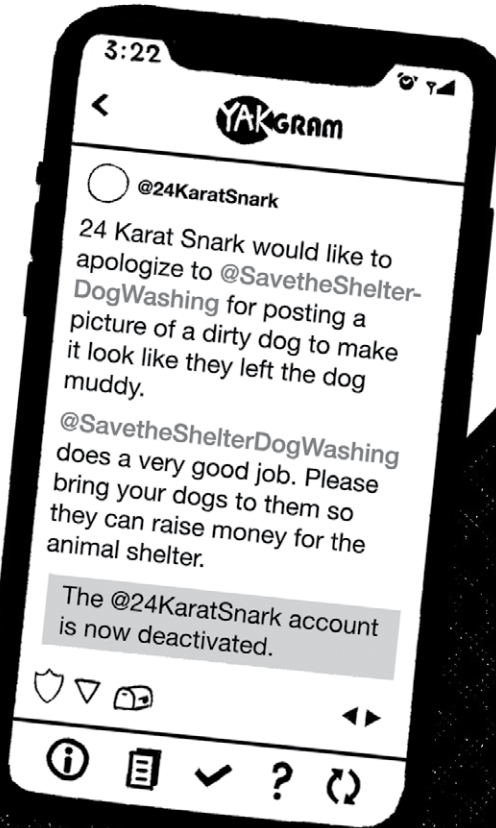 3:22
YAKGRAM
@24KaratSnark
24 Karat Snark would like to
apologize to @SavetheShelter-
DogWashing for posting a
picture of a dirty dog to make
it look like they left the dog
muddy.
@SavetheShelterDogWashing
does a very good job. Please
bring your dogs to them so
they can raise money for the
animal shelter.
The @24KaratSnark account
is now deactivated.
?